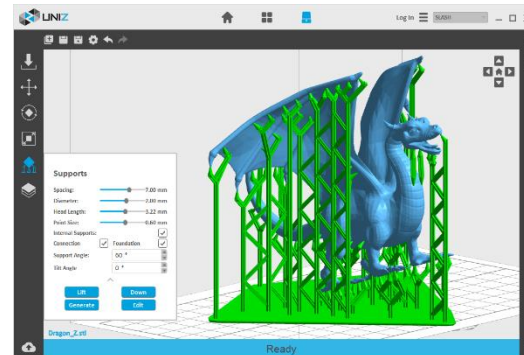 UNIZ
Log in
SLASH
Supports
Spacing: 7.00 mm
Diameter: 2.00 mm
Head Length: 3.22 mm
Point Size: 0.60 mm
Internal Supports:
Connection Foundation
Support Angle: 60 °
Tilt Angle: 0 °
Lift Down
Generate Edit
Dragon_Z.stl
Ready